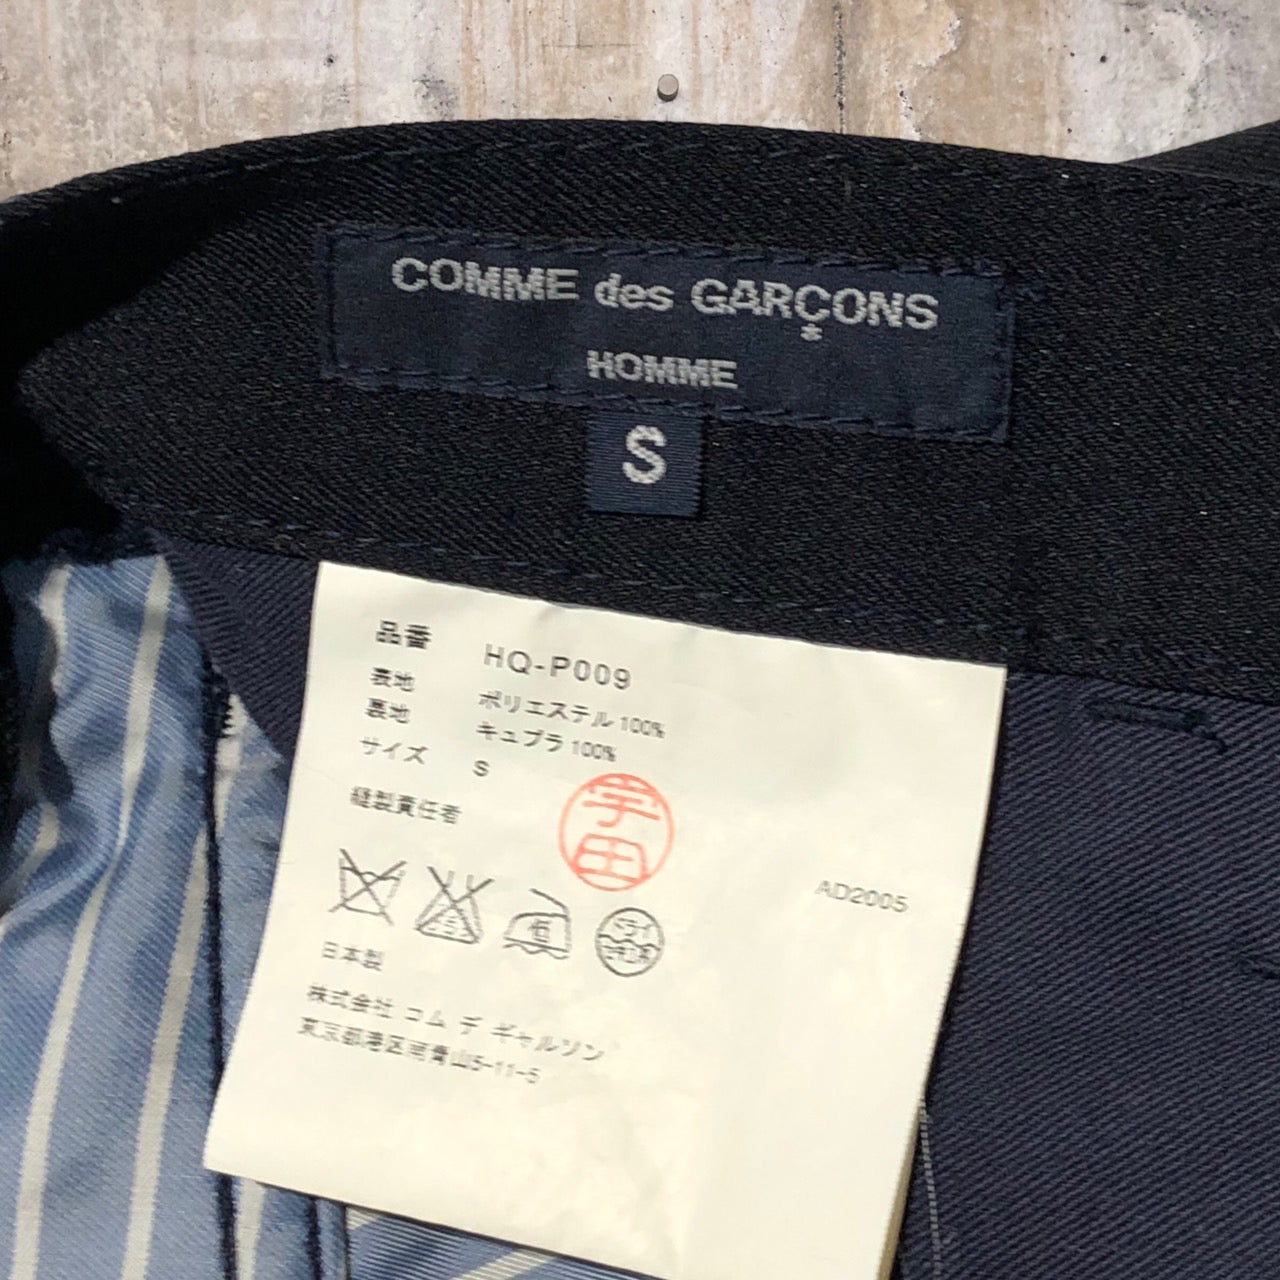 COMME des GARÇONS
HOMME
S
品番 HQ-P009
表地 ポリエステル 100%
裏地 キュプラ 100%
サイズ S
縫製責任者 宇田
AD2005
ドライ
日本製
株式会社 コム デ ギャルソン
東京都港区南青山5-11-5